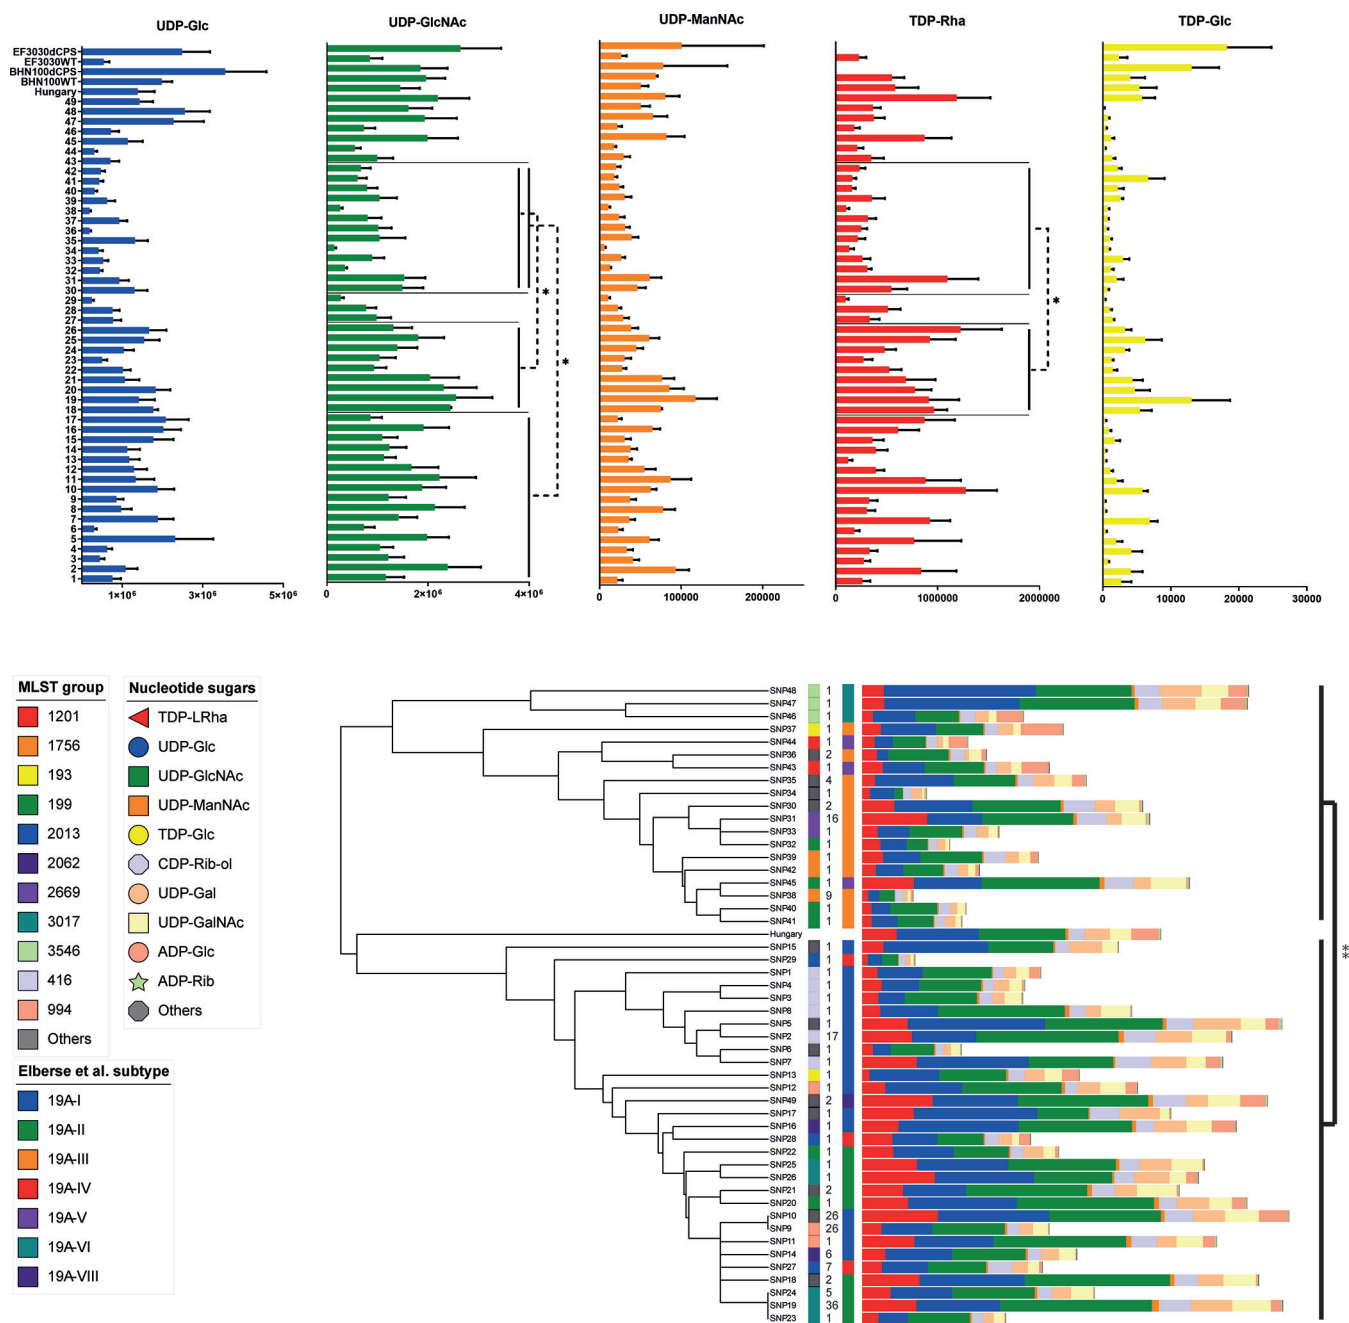 UDP-Glc
UDP-GlcNAc
UDP-ManNAc
TDP-Rha
TDP-Glc
EF3030dCPS
EF3030WT
BHN100dCPS
BHN100WT
Hungary
49
48
47
46
45
44
43
42
41
40
39
38
37
36
35
34
33
32
31
30
29
28
27
26
25
24
23
22
21
20
19
18
17
16
15
14
13
12
11
10
9
8
7
6
5
4
3
2
1
*
*
*
1×10⁶ 3×10⁶ 5×10⁶
0 2×10⁶ 4×10⁶
0 100000 200000
0 1000000 2000000
0 10000 20000 30000
MLST group
1201
1756
193
199
2013
2062
2669
3017
3546
416
994
Others
Nucleotide sugars
TDP-LRha
UDP-Glc
UDP-GlcNAc
UDP-ManNAc
TDP-Glc
CDP-Rib-ol
UDP-Gal
UDP-GalNAc
ADP-Glc
ADP-Rib
Others
Elberse et al. subtype
19A-I
19A-II
19A-III
19A-IV
19A-V
19A-VI
19A-VIII
SNP48 1
SNP47 1
SNP46 1
SNP37 1
SNP44 1
SNP36 2
SNP43 1
SNP35 4
SNP34 1
SNP30 2
SNP31 16
SNP33 1
SNP32 1
SNP39 1
SNP42 1
SNP45 1
SNP38 9
SNP40 1
SNP41 1
Hungary
SNP15 1
SNP29 1
SNP1 1
SNP4 1
SNP3 1
SNP8 1
SNP5 1
SNP2 17
SNP6 1
SNP7 1
SNP13 1
SNP12 1
SNP49 2
SNP17 1
SNP16 1
SNP28 1
SNP22 1
SNP25 1
SNP26 1
SNP21 2
SNP20 1
SNP10 26
SNP9 26
SNP11 1
SNP14 6
SNP27 7
SNP18 2
SNP24 5
SNP19 36
SNP23 1
**